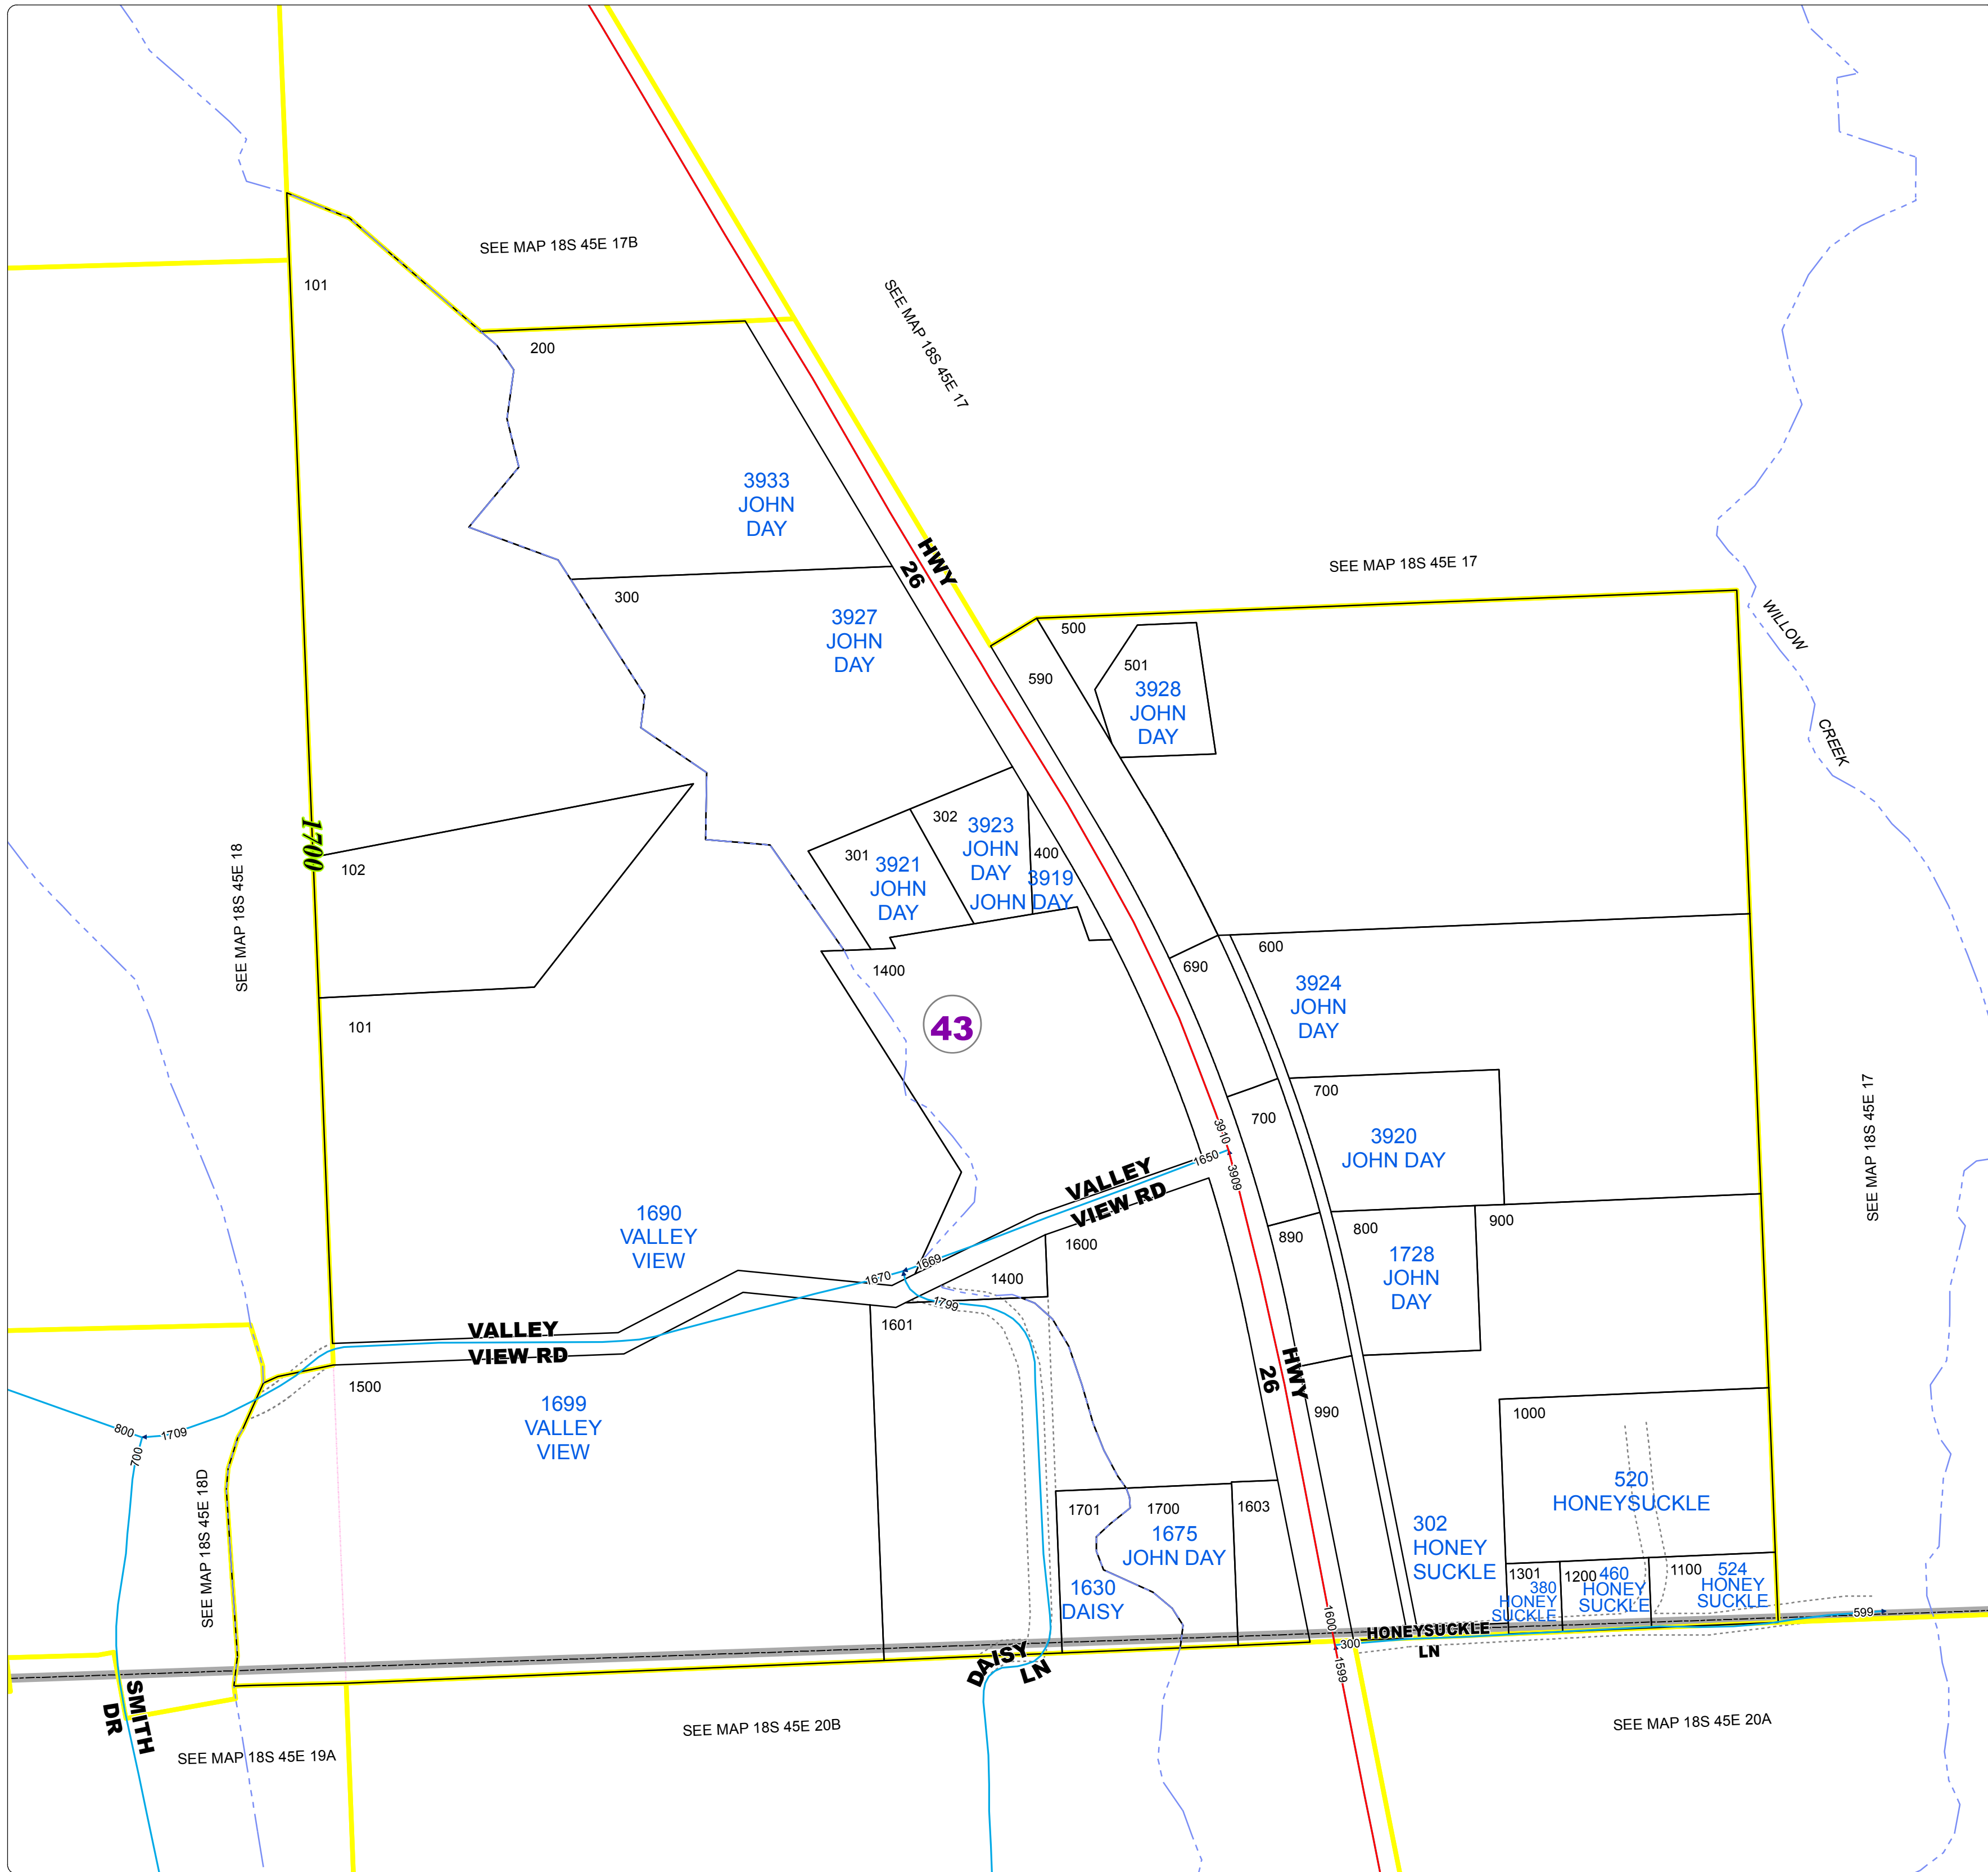 SEE MAP 18S 45E 17B
101
200
SEE MAP 18S 45E 17
3933
JOHN
DAY
HWY
26
SEE MAP 18S 45E 17
300
3927
JOHN
DAY
500
590
501
3928
JOHN
DAY
WILLOW
CREEK
1700
102
SEE MAP 18S 45E 18
302
3923
JOHN
DAY
301
3921
JOHN
DAY
400
3919
JOHN DAY
1400
43
600
690
3924
JOHN
DAY
101
700
700
3920
JOHN DAY
SEE MAP 18S 45E 17
3910
1650
3909
VALLEY
VIEW RD
1690
VALLEY
VIEW
1600
890
800
900
1728
JOHN
DAY
1669
1670
1400
1799
VALLEY
VIEW RD
1601
1500
HWY
26
990
1699
VALLEY
VIEW
800
1709
700
1000
520
HONEYSUCKLE
SEE MAP 18S 45E 18D
1701
1700
1603
1675
JOHN DAY
302
HONEY
SUCKLE
1630
DAISY
1301
380
HONEY
SUCKLE
1200
460
HONEY
SUCKLE
1100
524
HONEY
SUCKLE
599
1600
300
HONEYSUCKLE
LN
1599
DAISY
LN
SMITH
DR
SEE MAP 18S 45E 20B
SEE MAP 18S 45E 20A
SEE MAP 18S 45E 19A